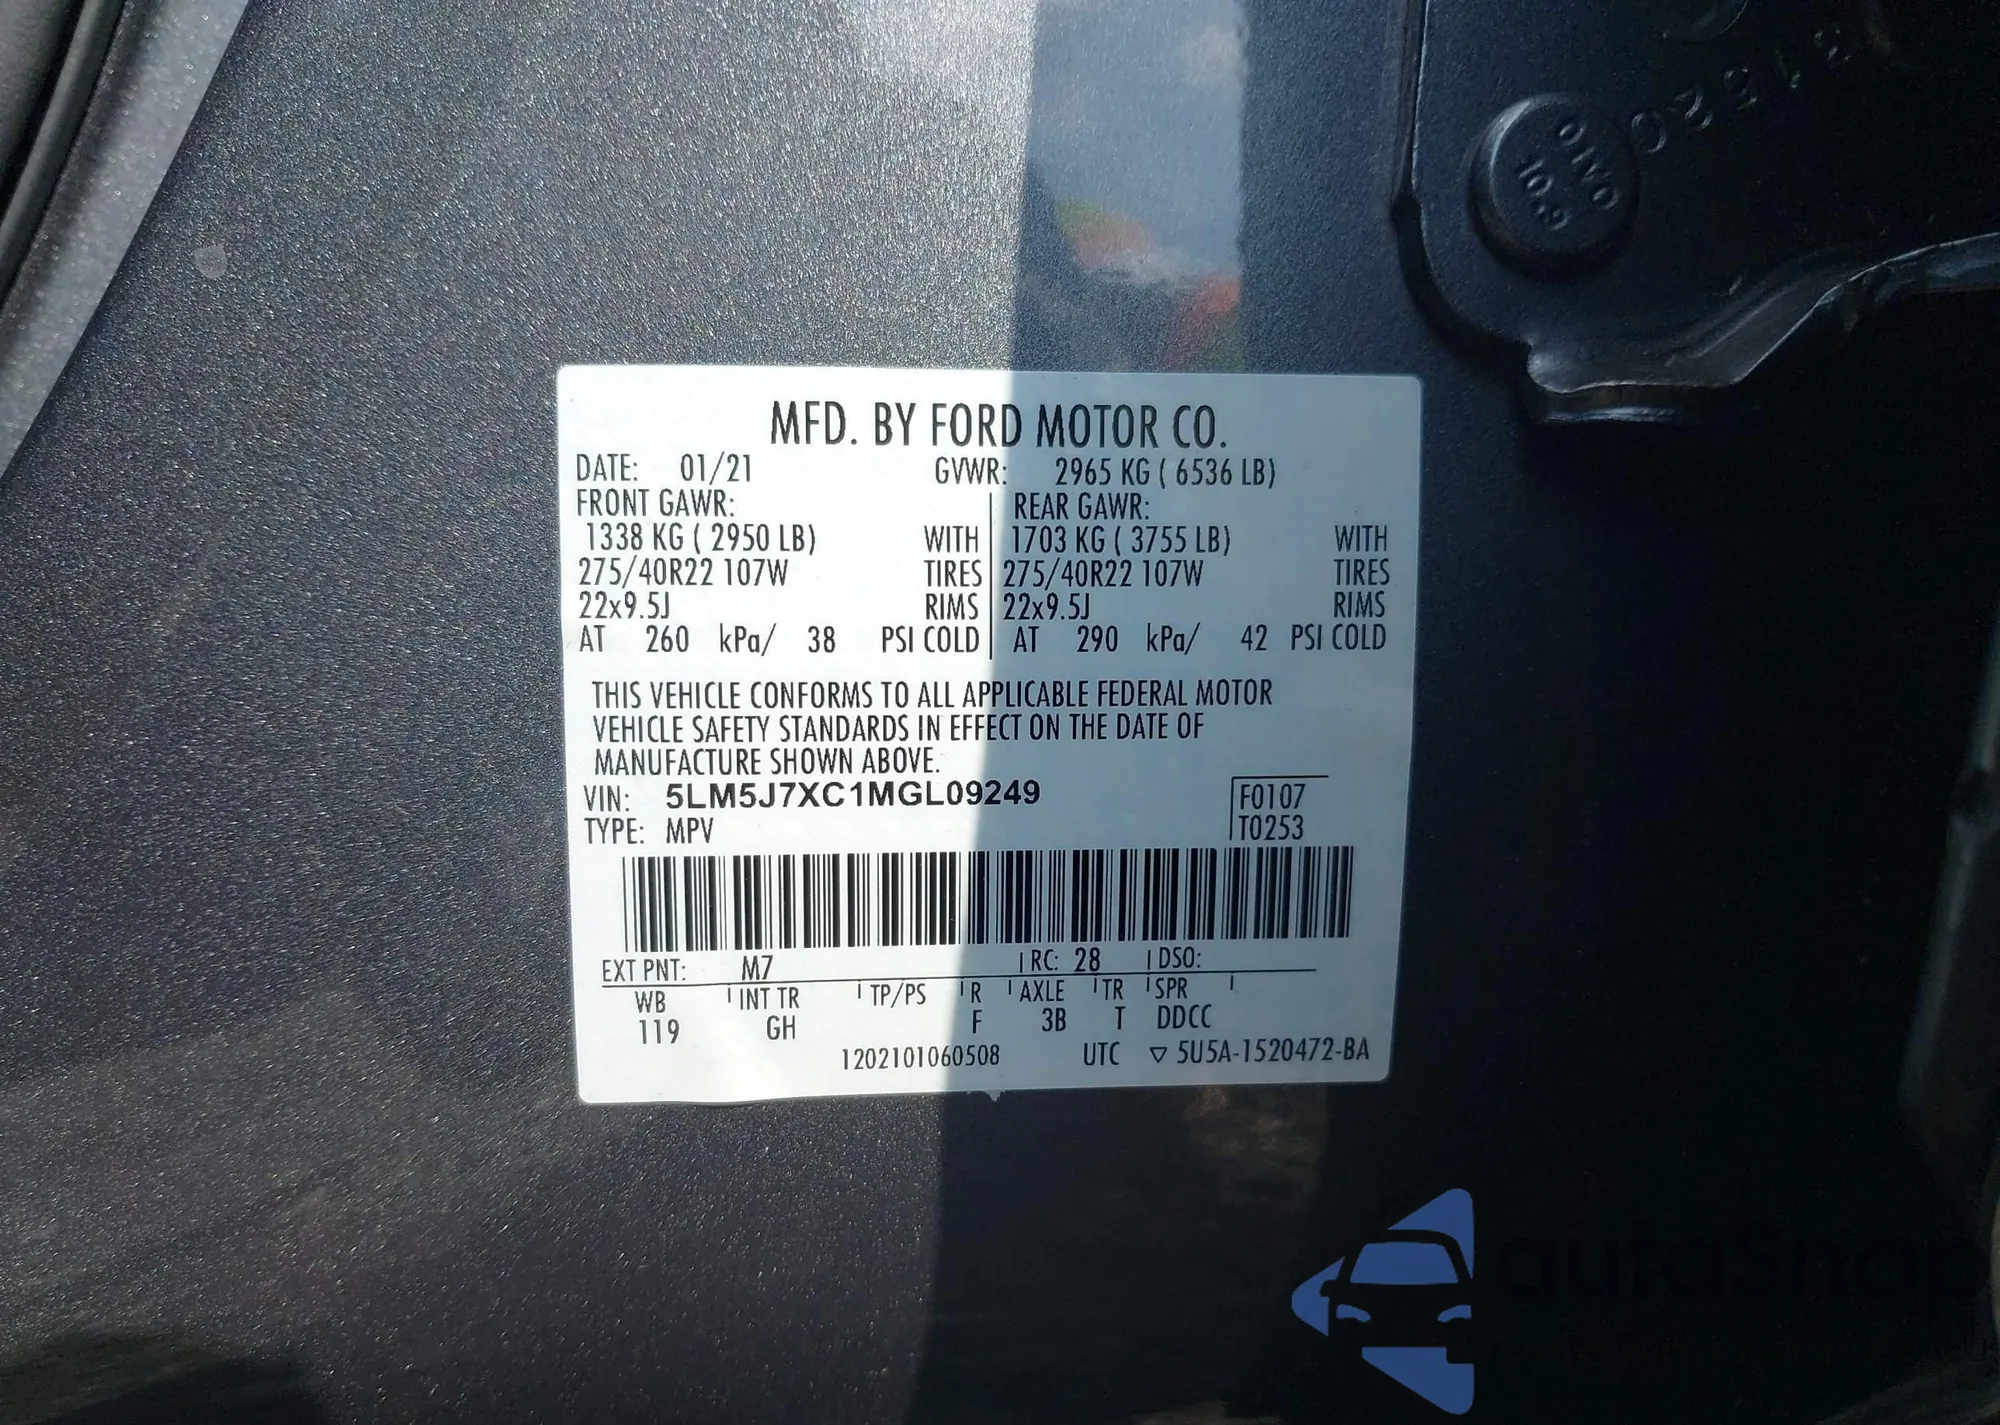 31520
OVIO
10.9
MFD. BY FORD MOTOR CO.
DATE: 01/21 GVWR: 2965 KG ( 6536 LB)
FRONT GAWR: REAR GAWR:
1338 KG ( 2950 LB) WITH 1703 KG ( 3755 LB) WITH
275/40R22 107W TIRES 275/40R22 107W TIRES
22x9.5J RIMS 22x9.5J RIMS
AT 260 kPa/ 38 PSI COLD AT 290 kPa/ 42 PSI COLD
THIS VEHICLE CONFORMS TO ALL APPLICABLE FEDERAL MOTOR
VEHICLE SAFETY STANDARDS IN EFFECT ON THE DATE OF
MANUFACTURE SHOWN ABOVE.
VIN: 5LM5J7XC1MGL09249 F0107
TYPE: MPV T0253
EXT PNT: M7 RC: 28 DSO:
WB INT TR TP/PS R AXLE TR SPR
119 GH F 3B T DDCC
1202101060508 UTC ▽ 5U5A-1520472-BA
autosnap